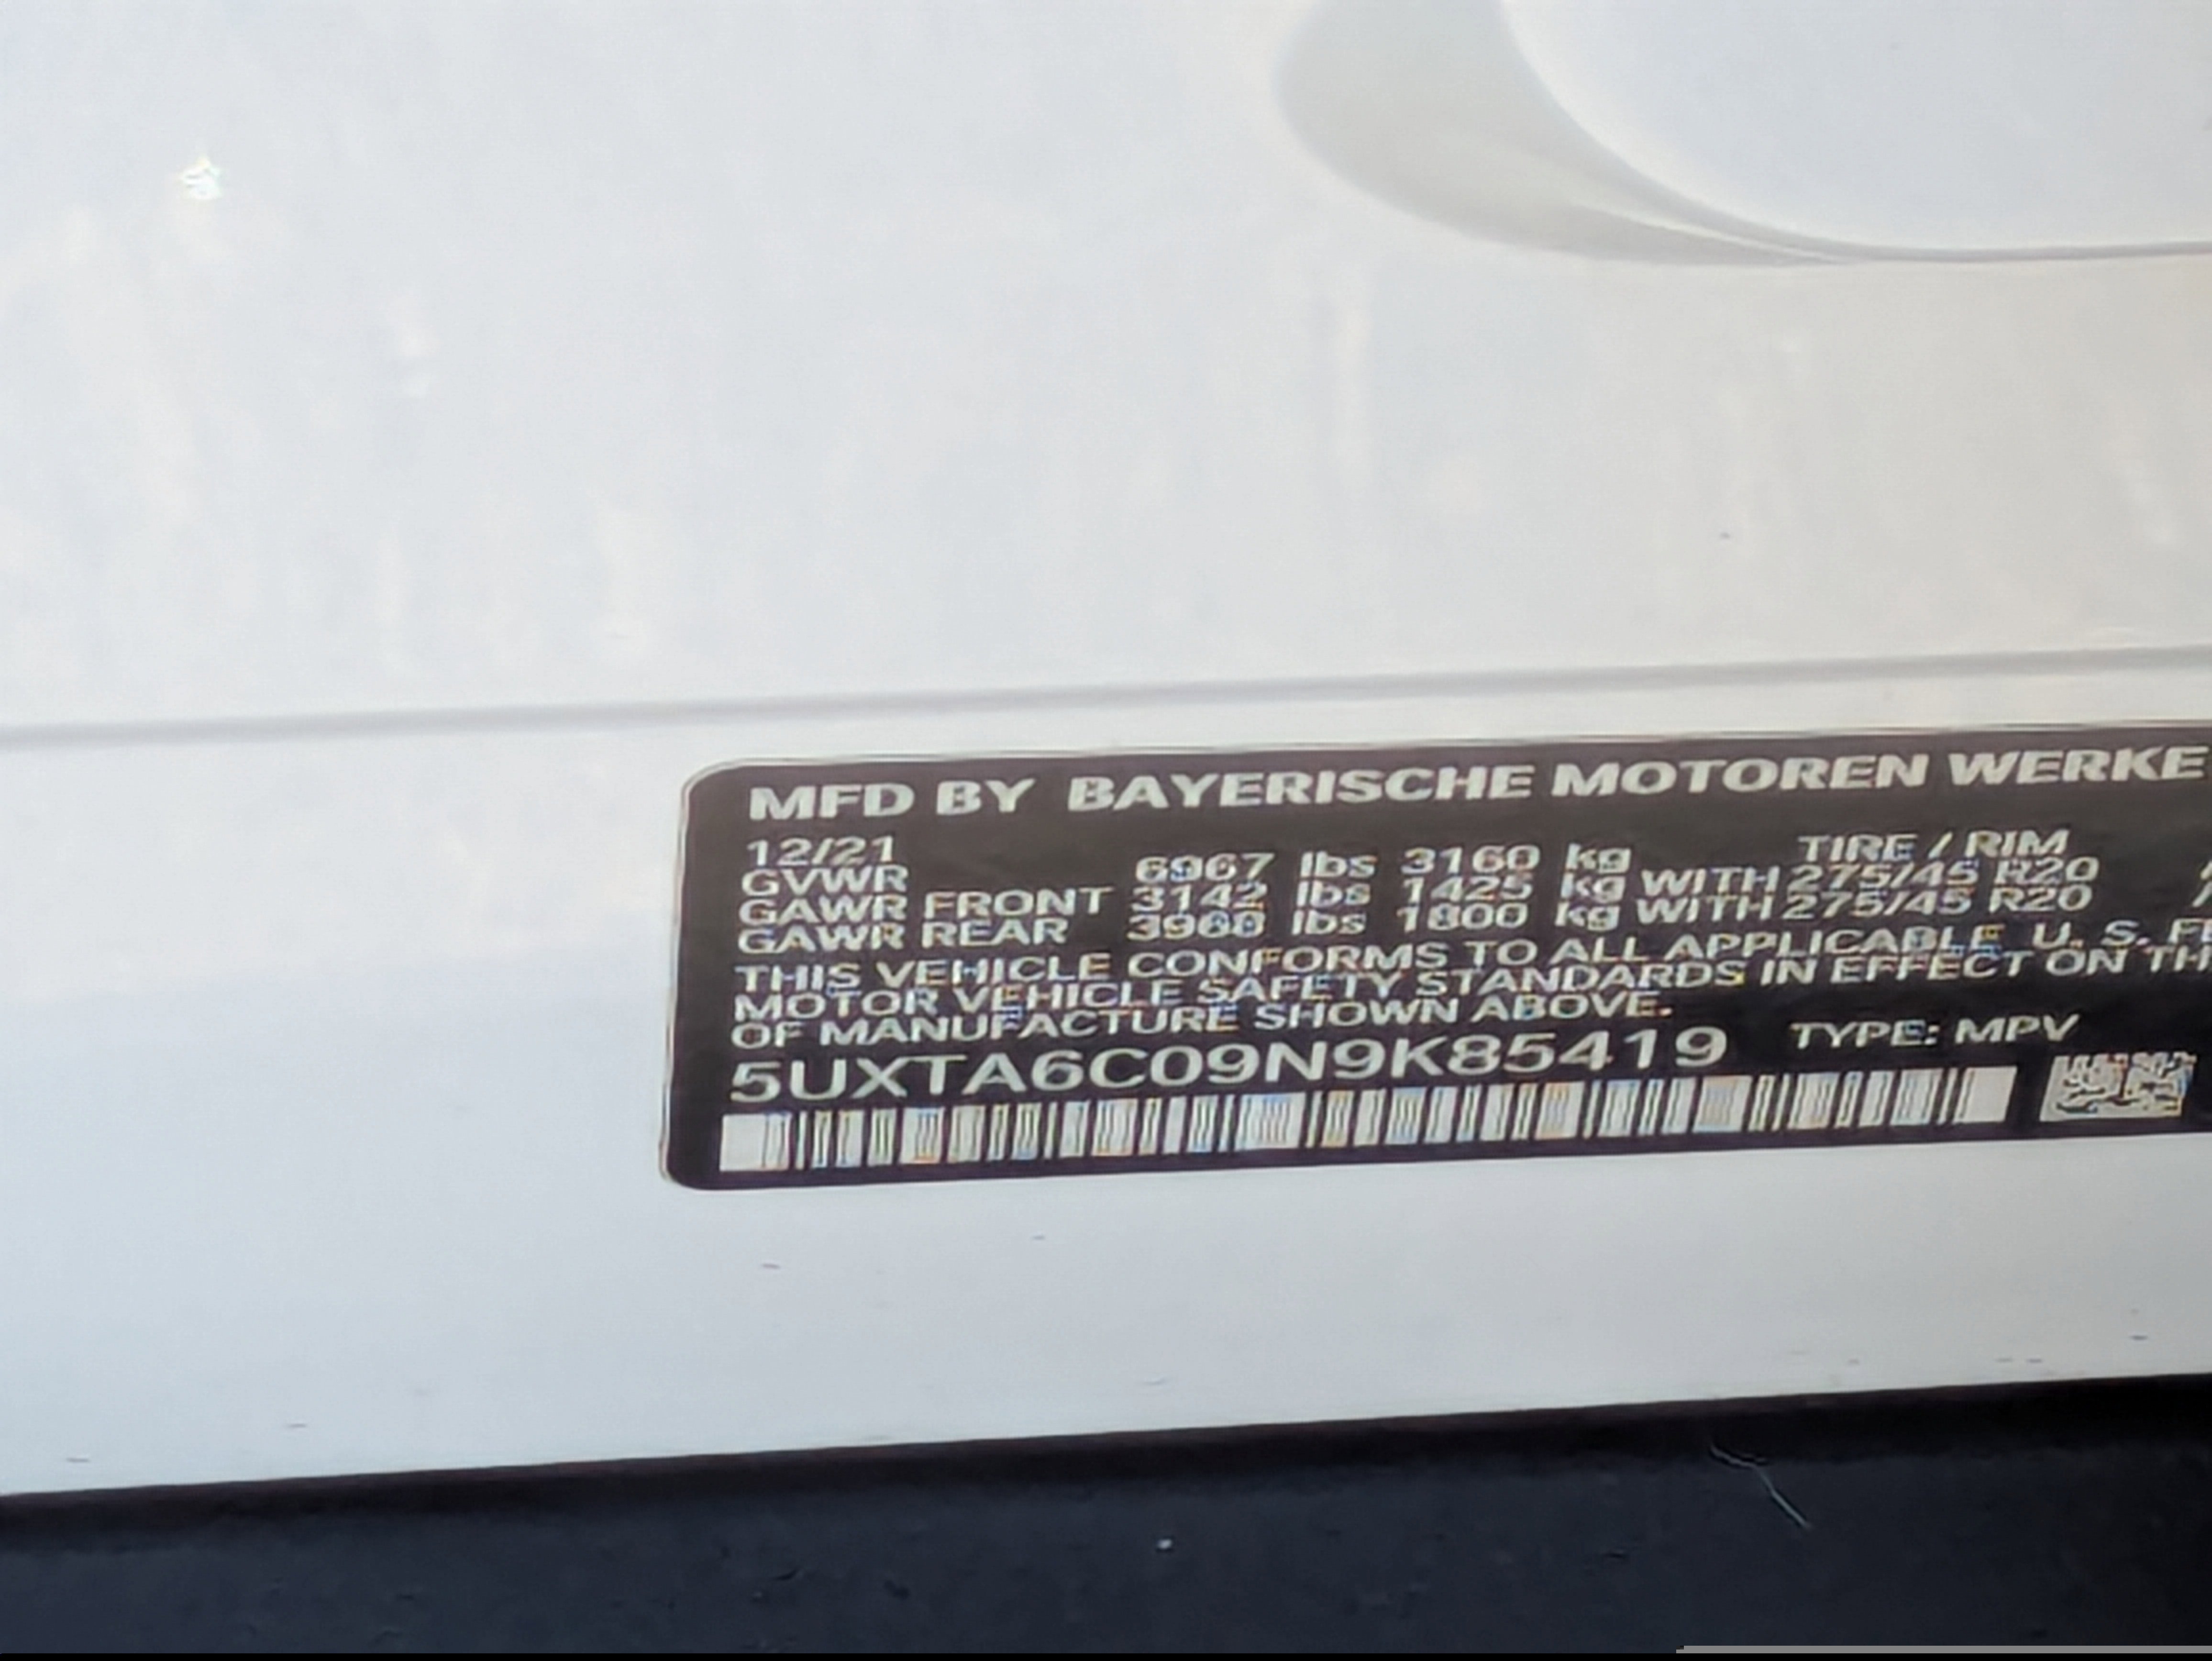 MFD BY BAYERISCHE MOTOREN WERKE
12/21 TIRE / RIM
GVWR 6967 lbs 3160 kg
GAWR FRONT 3142 lbs 1425 kg WITH 275/45 R20
GAWR REAR 3968 lbs 1800 kg WITH 275/45 R20
THIS VEHICLE CONFORMS TO ALL APPLICABLE U. S.
MOTOR VEHICLE SAFETY STANDARDS IN EFFECT ON
OF MANUFACTURE SHOWN ABOVE.
5UXTA6C09N9K85419 TYPE: MPV